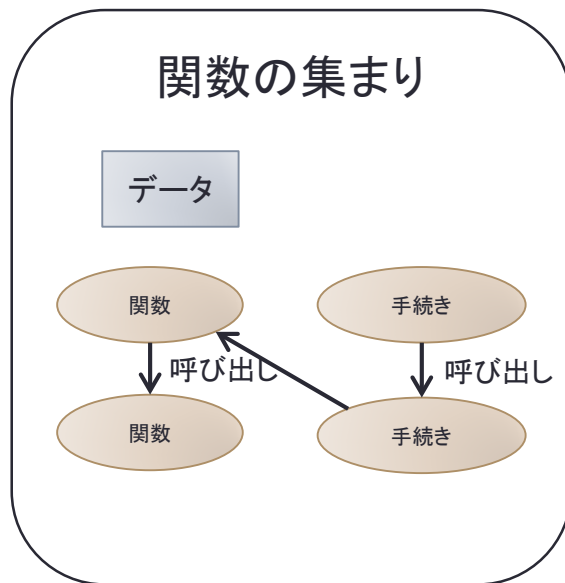 関数の集まり
データ
関数
手続き
呼び出し
呼び出し
関数
手続き